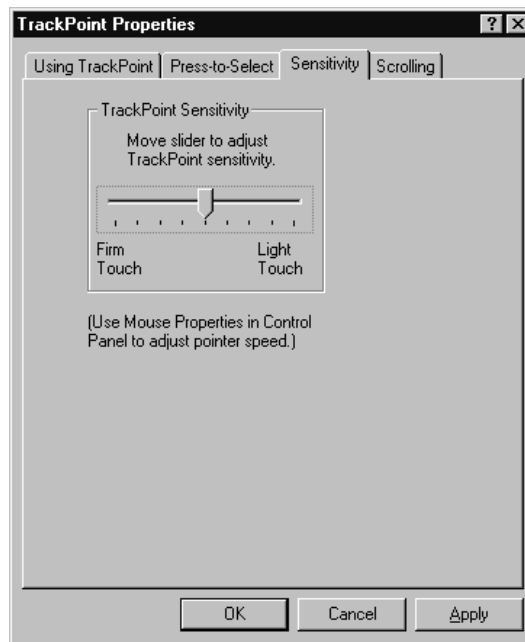 TrackPoint Properties
?
Using TrackPoint
Press-to-Select
Sensitivity
Scrolling
TrackPoint Sensitivity
Move slider to adjust
TrackPoint sensitivity.
Firm Light
Touch Touch
(Use Mouse Properties in Control
Panel to adjust pointer speed.)
OK Cancel Apply